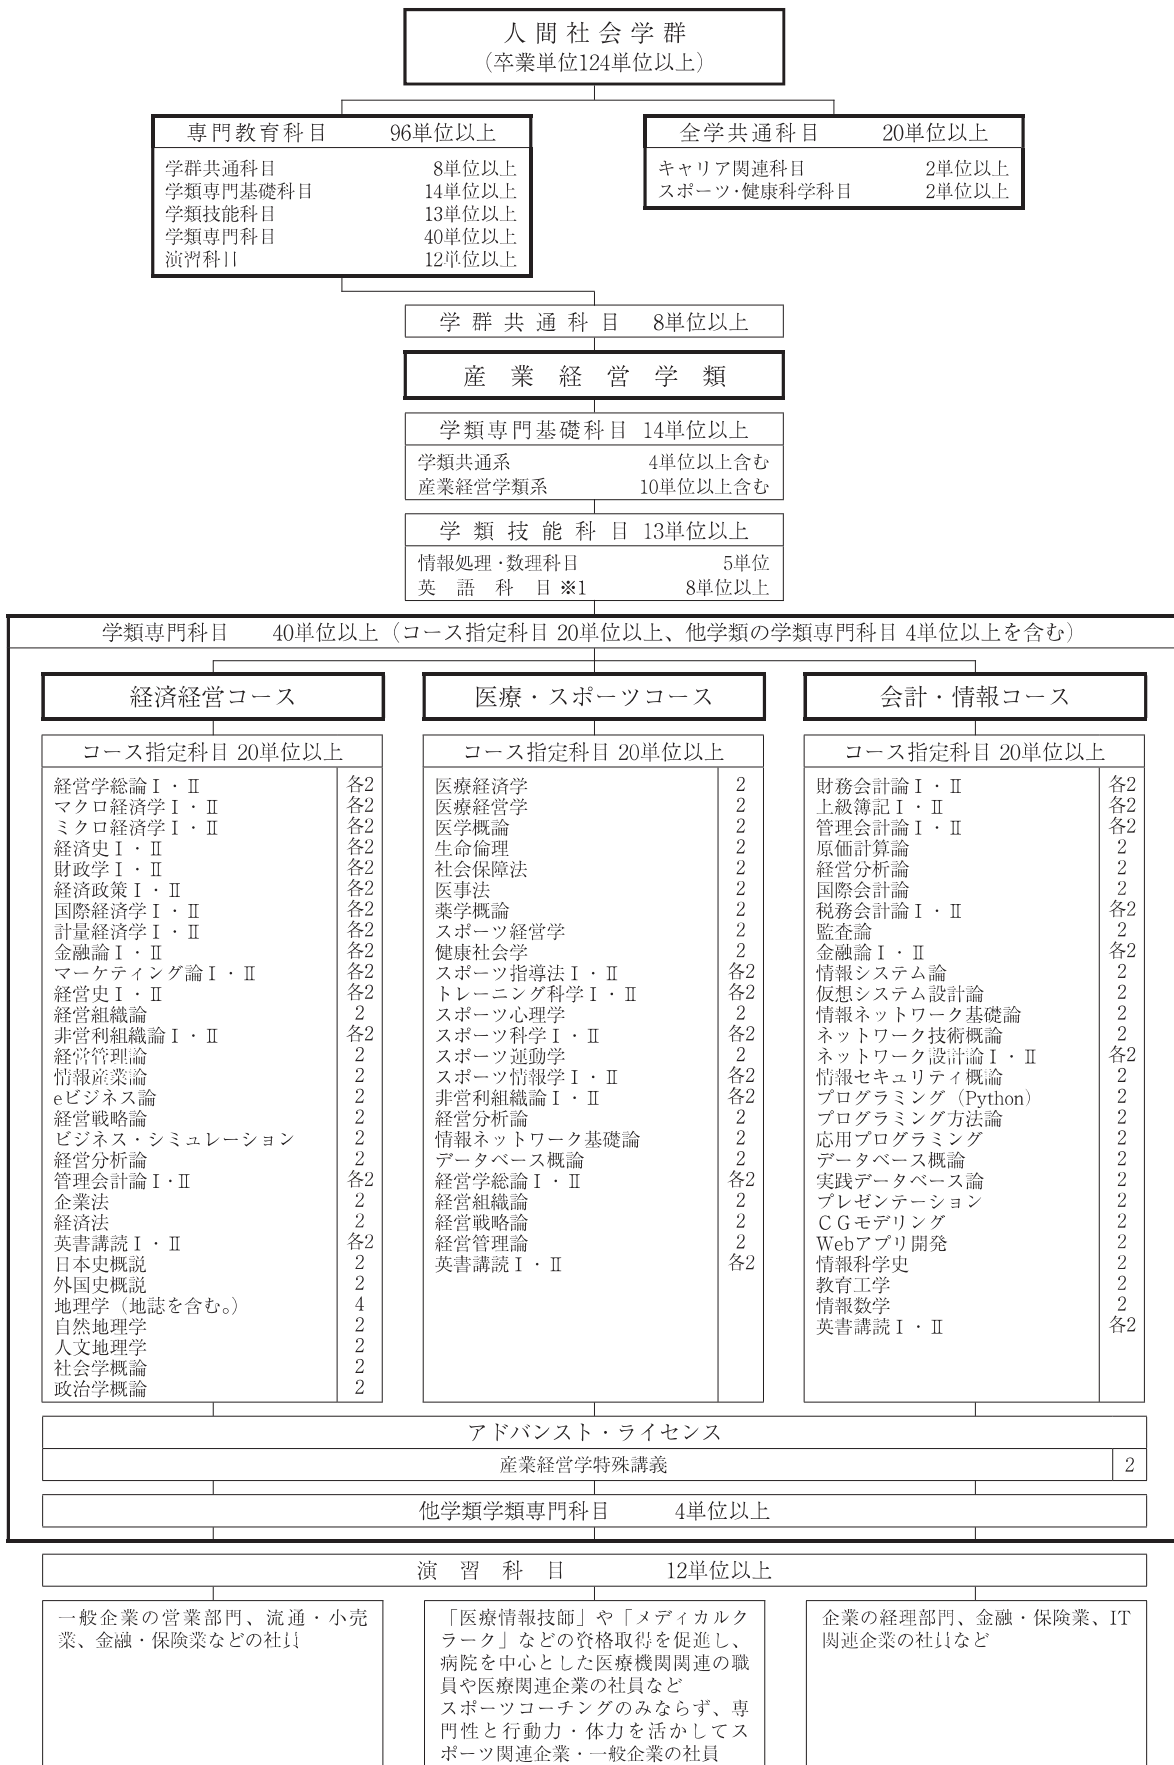 人間社会学群
（卒業単位124単位以上）
専門教育科目 96単位以上
学群共通科目 8単位以上
学類専門基礎科目 14単位以上
学類技能科目 13単位以上
学類専門科目 40単位以上
演習科目 12単位以上
全学共通科目 20単位以上
キャリア関連科目 2単位以上
スポーツ・健康科学科目 2単位以上
学群共通科目 8単位以上
産業経営学類
学類専門基礎科目 14単位以上
学類共通系 4単位以上含む
産業経営学類系 10単位以上含む
学類技能科目 13単位以上
情報処理・数理科目 5単位
英語科目※1 8単位以上
学類専門科目 40単位以上（コース指定科目 20単位以上、他学類の学類専門科目 4単位以上を含む）
経済経営コース
コース指定科目 20単位以上
経営学総論Ⅰ・Ⅱ 各2
マクロ経済学Ⅰ・Ⅱ 各2
ミクロ経済学Ⅰ・Ⅱ 各2
経済史Ⅰ・Ⅱ 各2
財政学Ⅰ・Ⅱ 各2
経済政策Ⅰ・Ⅱ 各2
国際経済学Ⅰ・Ⅱ 各2
計量経済学Ⅰ・Ⅱ 各2
金融論Ⅰ・Ⅱ 各2
マーケティング論Ⅰ・Ⅱ 各2
経営史Ⅰ・Ⅱ 各2
経営組織論 2
非営利組織論Ⅰ・Ⅱ 各2
経営管理論 2
情報産業論 2
eビジネス論 2
経営戦略論 2
ビジネス・シミュレーション 2
経営分析論 2
管理会計論Ⅰ・Ⅱ 各2
企業法 2
経済法 2
英書講読Ⅰ・Ⅱ 各2
日本史概説 2
外国史概説 2
地理学（地誌を含む。） 4
自然地理学 2
人文地理学 2
社会学概論 2
政治学概論 2
医療・スポーツコース
コース指定科目 20単位以上
医療経済学 2
医療経営学 2
医学概論 2
生命倫理 2
社会保障法 2
医事法 2
薬学概論 2
スポーツ経営学 2
健康社会学 2
スポーツ指導法Ⅰ・Ⅱ 各2
トレーニング科学Ⅰ・Ⅱ 各2
スポーツ心理学 2
スポーツ科学Ⅰ・Ⅱ 各2
スポーツ運動学 2
スポーツ情報学Ⅰ・Ⅱ 各2
非営利組織論Ⅰ・Ⅱ 各2
経営分析論 2
情報ネットワーク基礎論 2
データベース概論 2
経営学総論Ⅰ・Ⅱ 各2
経営組織論 2
経営戦略論 2
経営管理論 2
英書講読Ⅰ・Ⅱ 各2
会計・情報コース
コース指定科目 20単位以上
財務会計論Ⅰ・Ⅱ 各2
上級簿記Ⅰ・Ⅱ 各2
管理会計論Ⅰ・Ⅱ 各2
原価計算論 2
経営分析論 2
国際会計論 2
税務会計論Ⅰ・Ⅱ 各2
監査論 2
金融論Ⅰ・Ⅱ 各2
情報システム論 2
仮想システム設計論 2
情報ネットワーク基礎論 2
ネットワーク技術概論 2
ネットワーク設計論Ⅰ・Ⅱ 各2
情報セキュリティ概論 2
プログラミング（Python） 2
プログラミング方法論 2
応用プログラミング 2
データベース概論 2
実践データベース論 2
プレゼンテーション 2
ＣＧモデリング 2
Webアプリ開発 2
情報科学史 2
教育工学 2
情報数学 2
英書講読Ⅰ・Ⅱ 各2
アドバンスト・ライセンス
産業経営学特殊講義 2
他学類学類専門科目 4単位以上
演習科目 12単位以上
一般企業の営業部門、流通・小売
業、金融・保険業などの社員
「医療情報技師」や「メディカルク
ラーク」などの資格取得を促進し、
病院を中心とした医療機関関連の職
員や医療関連企業の社員など
スポーツコーチングのみならず、専
門性と行動力・体力を活かしてス
ポーツ関連企業・一般企業の社員
企業の経理部門、金融・保険業、IT
関連企業の社員など